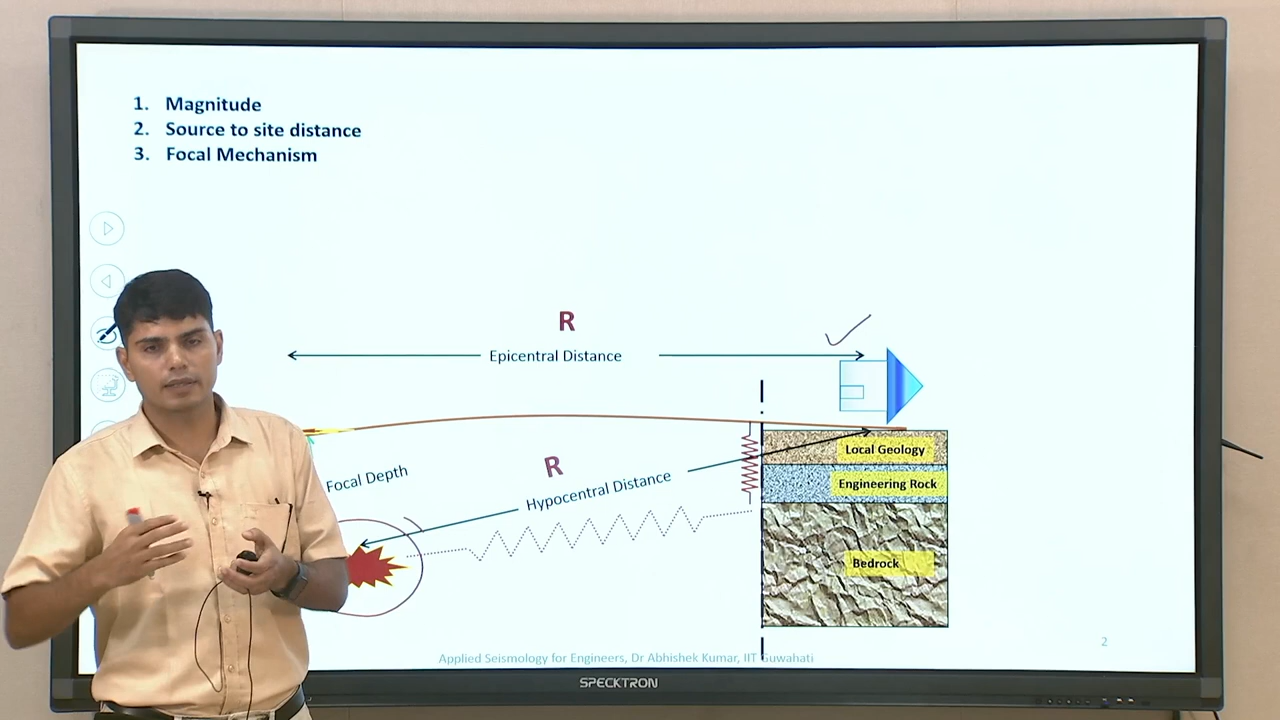 1. Magnitude
2. Source to site distance
3. Focal Mechanism
R
Epicentral Distance
Local Geology
Focal Depth
R
Hypocentral Distance
Engineering Rock
Bedrock
2
Applied Seismology for Engineers, Dr Abhishek Kumar, IIT Guwahati
SPECKTRON